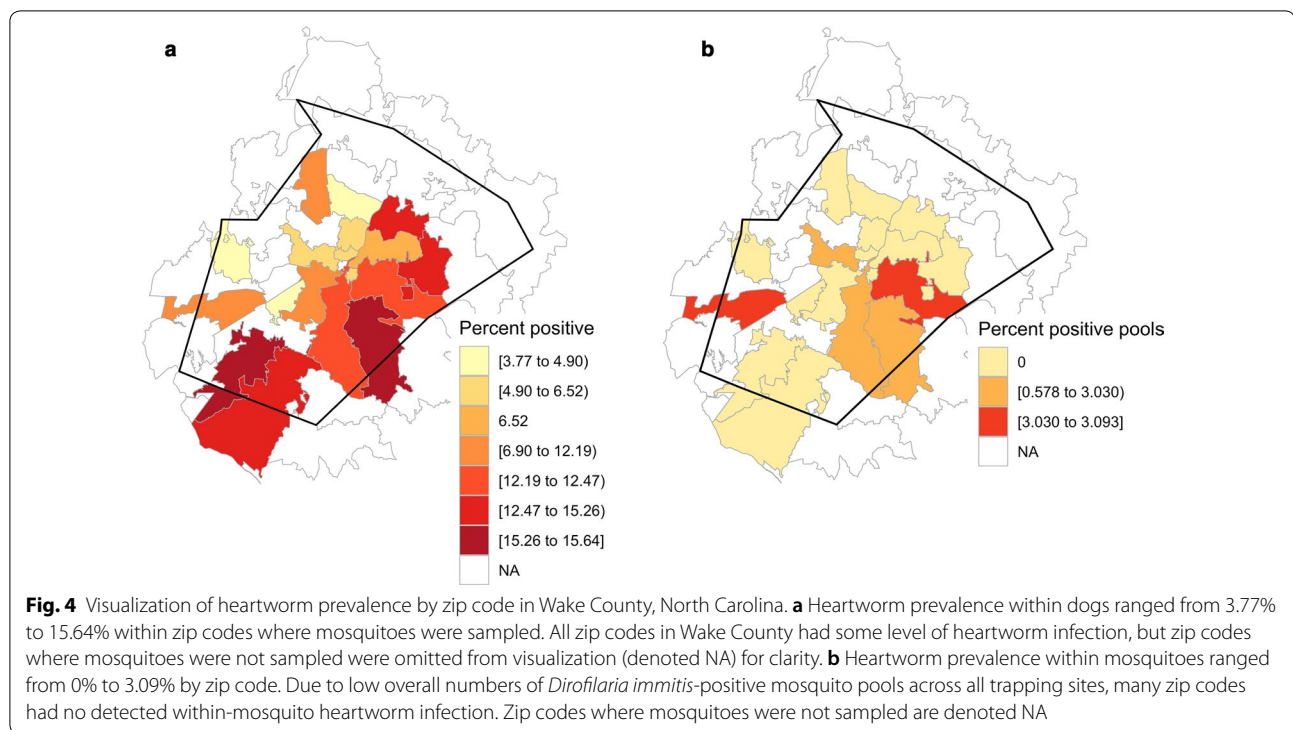 a
b
Percent positive
[3.77 to 4.90)
[4.90 to 6.52)
6.52
[6.90 to 12.19)
[12.19 to 12.47)
[12.47 to 15.26)
[15.26 to 15.64]
NA
Percent positive pools
0
[0.578 to 3.030)
[3.030 to 3.093]
NA
Fig. 4 Visualization of heartworm prevalence by zip code in Wake County, North Carolina. a Heartworm prevalence within dogs ranged from 3.77%
to 15.64% within zip codes where mosquitoes were sampled. All zip codes in Wake County had some level of heartworm infection, but zip codes
where mosquitoes were not sampled were omitted from visualization (denoted NA) for clarity. b Heartworm prevalence within mosquitoes ranged
from 0% to 3.09% by zip code. Due to low overall numbers of Dirofilaria immitis-positive mosquito pools across all trapping sites, many zip codes
had no detected within-mosquito heartworm infection. Zip codes where mosquitoes were not sampled are denoted NA